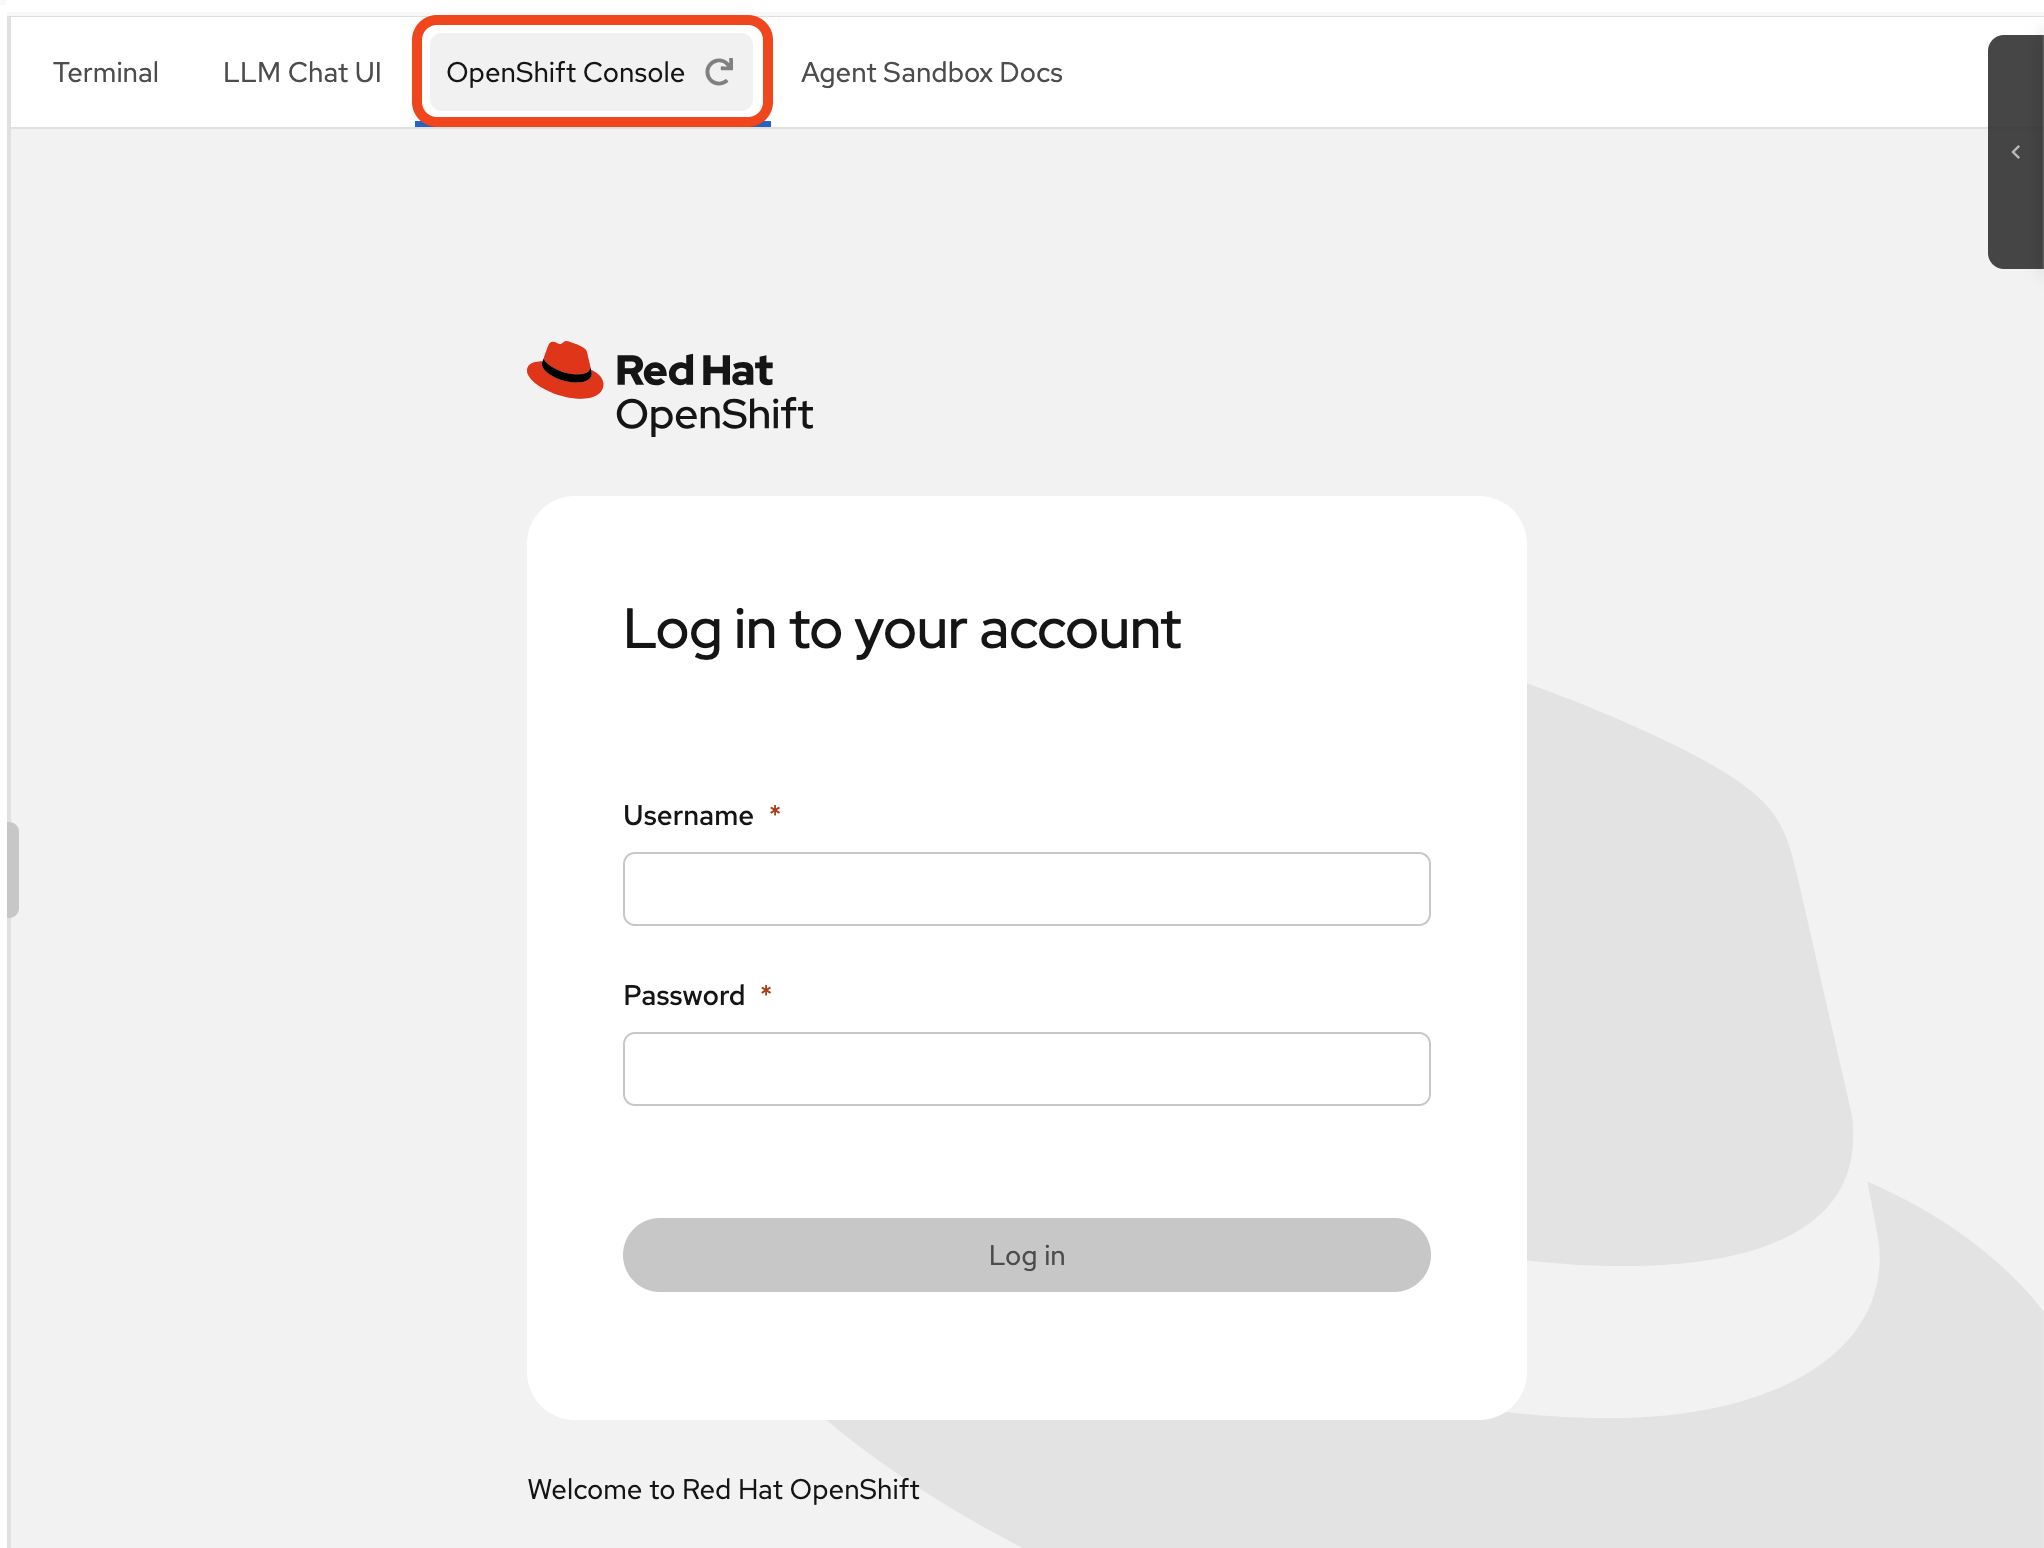 Terminal
LLM Chat UI
OpenShift Console
Agent Sandbox Docs
Red Hat
OpenShift
Log in to your account
Username *
Password *
Log in
Welcome to Red Hat OpenShift